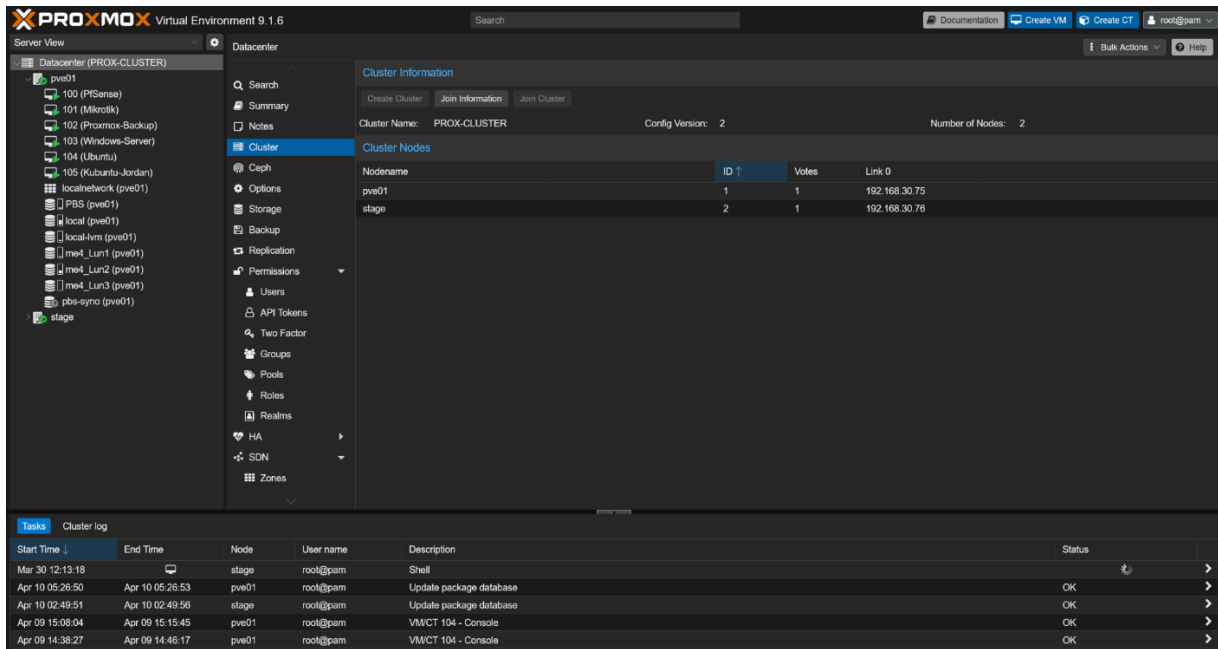 PROXMOX Virtual Environment 9.1.6
Search
Documentation
Create VM
Create CT
root@pam
Server View
Datacenter
Bulk Actions
Help
Datacenter (PROX-CLUSTER)
pve01
100 (PfSense)
101 (Mikrotik)
102 (Proxmox-Backup)
103 (Windows-Server)
104 (Ubuntu)
105 (Kubuntu-Jordan)
localnetwork (pve01)
PBS (pve01)
local (pve01)
local-lvm (pve01)
me4_Lun1 (pve01)
me4_Lun2 (pve01)
me4_Lun3 (pve01)
pbs-syno (pve01)
stage
Search
Summary
Notes
Cluster
Ceph
Options
Storage
Backup
Replication
Permissions
Users
API Tokens
Two Factor
Groups
Pools
Roles
Realms
HA
SDN
Zones
Cluster Information
Create Cluster Join Information Join Cluster
Cluster Name: PROX-CLUSTER Config Version: 2 Number of Nodes: 2
Cluster Nodes
Nodename ID Votes Link 0
pve01 1 1 192.168.30.75
stage 2 1 192.168.30.76
Tasks Cluster log
Start Time End Time Node User name Description Status
Mar 30 12:13:18 stage root@pam Shell
Apr 10 05:26:50 Apr 10 05:26:53 pve01 root@pam Update package database OK
Apr 10 02:49:51 Apr 10 02:49:56 stage root@pam Update package database OK
Apr 09 15:08:04 Apr 09 15:15:45 pve01 root@pam VM/CT 104 - Console OK
Apr 09 14:38:27 Apr 09 14:46:17 pve01 root@pam VM/CT 104 - Console OK